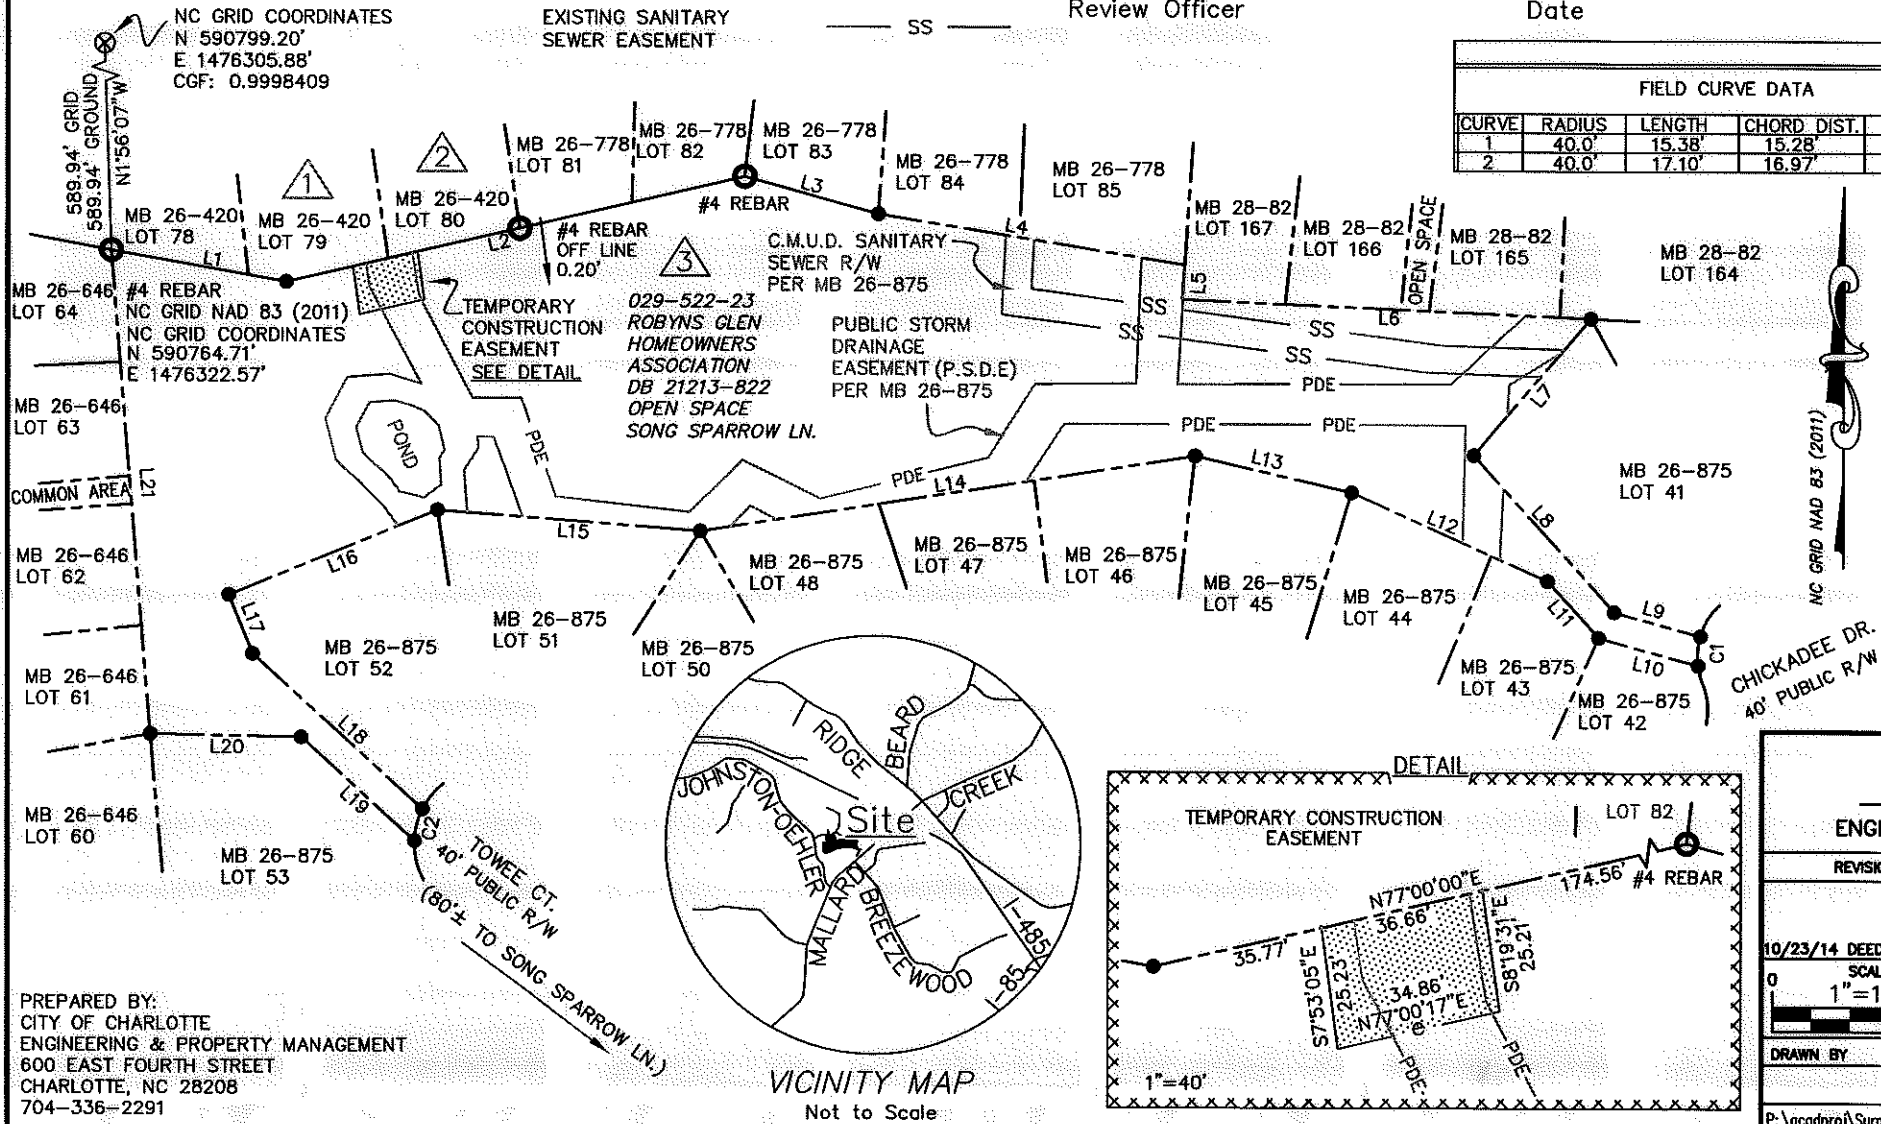 NC GRID COORDINATES
N 590799.20'
E 1476305.88'
CGF: 0.9998409
EXISTING SANITARY
SEWER EASEMENT
SS
Review Officer
Date
FIELD CURVE DATA
CURVE RADIUS LENGTH CHORD DIST.
1 40.0' 15.38' 15.28'
2 40.0' 17.10' 16.97'
589.94' GRID
589.94' GROUND
N1°56'07"W
1
2
3
MB 26-420
LOT 78
MB 26-420
LOT 79
MB 26-420
LOT 80
MB 26-778
LOT 81
MB 26-778
LOT 82
MB 26-778
LOT 83
MB 26-778
LOT 84
MB 26-778
LOT 85
MB 28-82
LOT 167
MB 28-82
LOT 166
OPEN SPACE
MB 28-82
LOT 165
MB 28-82
LOT 164
L1
L2
L3
L4
L5
L6
L7
#4 REBAR
#4 REBAR
OFF LINE
0.20'
MB 26-646
LOT 64
#4 REBAR
NC GRID NAD 83 (2011)
NC GRID COORDINATES
N 590764.71'
E 1476322.57'
TEMPORARY
CONSTRUCTION
EASEMENT
SEE DETAIL
029-522-23
ROBYNS GLEN
HOMEOWNERS
ASSOCIATION
DB 21213-822
OPEN SPACE
SONG SPARROW LN.
C.M.U.D. SANITARY
SEWER R/W
PER MB 26-875
PUBLIC STORM
DRAINAGE
EASEMENT (P.S.D.E)
PER MB 26-875
SS
SS
SS
SS
PDE
PDE
PDE
PDE
PDE
POND
NC GRID NAD 83 (2011)
MB 26-646
LOT 63
COMMON AREA
L21
MB 26-646
LOT 62
MB 26-646
LOT 61
MB 26-646
LOT 60
L16
L15
L14
L13
L12
L8
L9
L10
L11
C1
L17
L18
L19
L20
C2
MB 26-875
LOT 41
MB 26-875
LOT 48
MB 26-875
LOT 47
MB 26-875
LOT 46
MB 26-875
LOT 45
MB 26-875
LOT 44
MB 26-875
LOT 43
MB 26-875
LOT 42
MB 26-875
LOT 52
MB 26-875
LOT 51
MB 26-875
LOT 50
MB 26-875
LOT 53
CHICKADEE DR.
40' PUBLIC R/W
TOWEE CT.
40' PUBLIC R/W
(80'± TO SONG SPARROW LN.)
RIDGE
BEARD
CREEK
JOHNSTON-OEHLER
Site
MALLARD
BREEZEWOOD
I-485
I-85
VICINITY MAP
Not to Scale
DETAIL
TEMPORARY CONSTRUCTION
EASEMENT
LOT 82
N77°00'00"E
36.66'
174.56'
#4 REBAR
35.77'
S7°53'05"E
25.23'
34.86'
N77°00'17"E
S8°19'31"E
25.21'
PDE
PDE
1"=40'
PREPARED BY:
CITY OF CHARLOTTE
ENGINEERING & PROPERTY MANAGEMENT
600 EAST FOURTH STREET
CHARLOTTE, NC 28208
704-336-2291
ENGI
REVISI
10/23/14 DEED
SCAL
0
1"=1
DRAWN BY
P:\acadproj\Sur